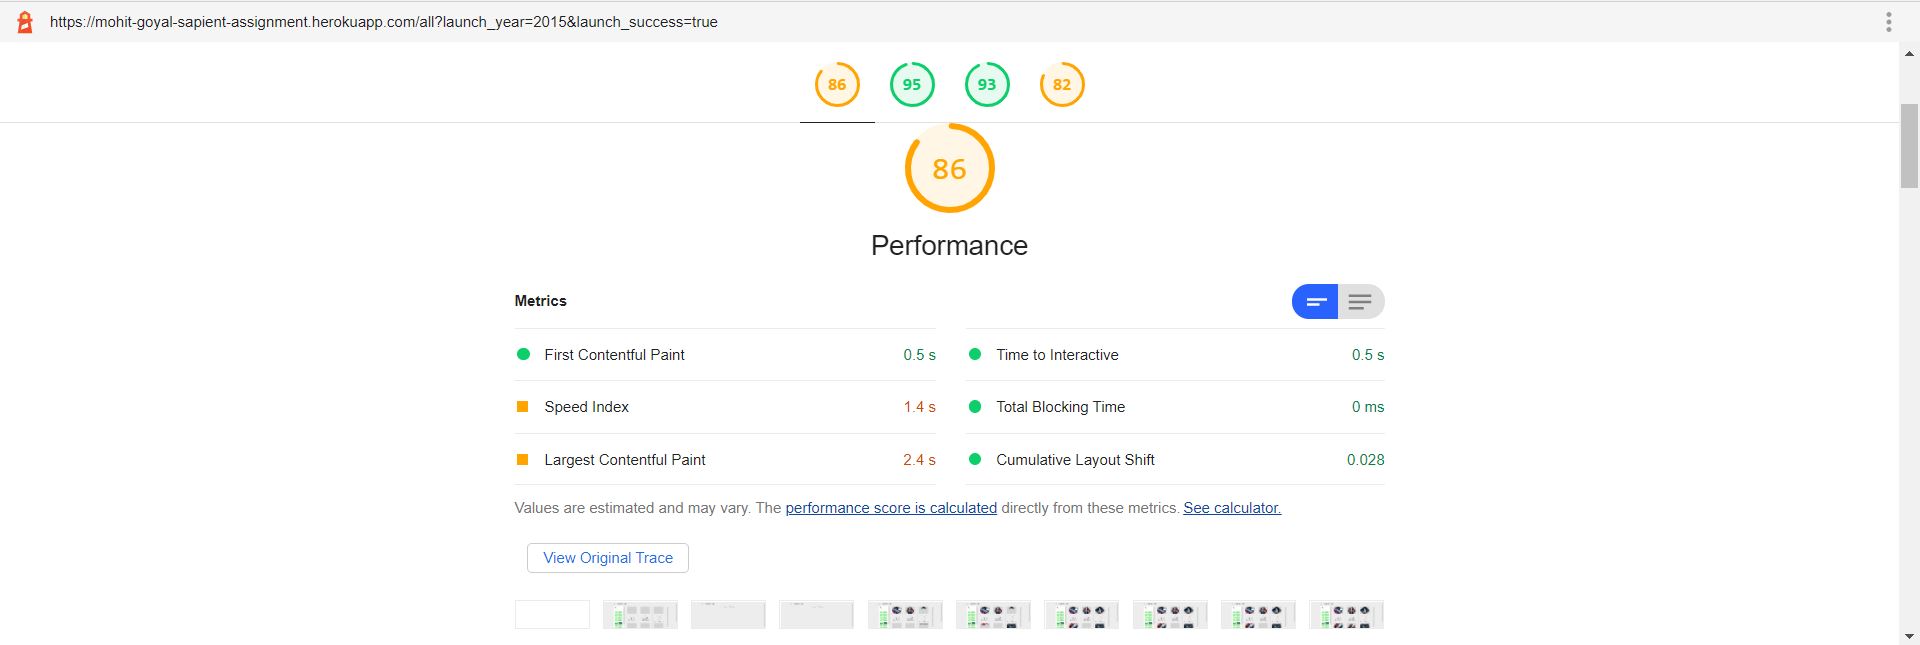 https://mohit-goyal-sapient-assignment.herokuapp.com/all?launch_year=2015&launch_success=true
86 95 93 82
86
Performance
Metrics
First Contentful Paint 0.5 s
Time to Interactive 0.5 s
Speed Index 1.4 s
Total Blocking Time 0 ms
Largest Contentful Paint 2.4 s
Cumulative Layout Shift 0.028
Values are estimated and may vary. The performance score is calculated directly from these metrics. See calculator.
View Original Trace